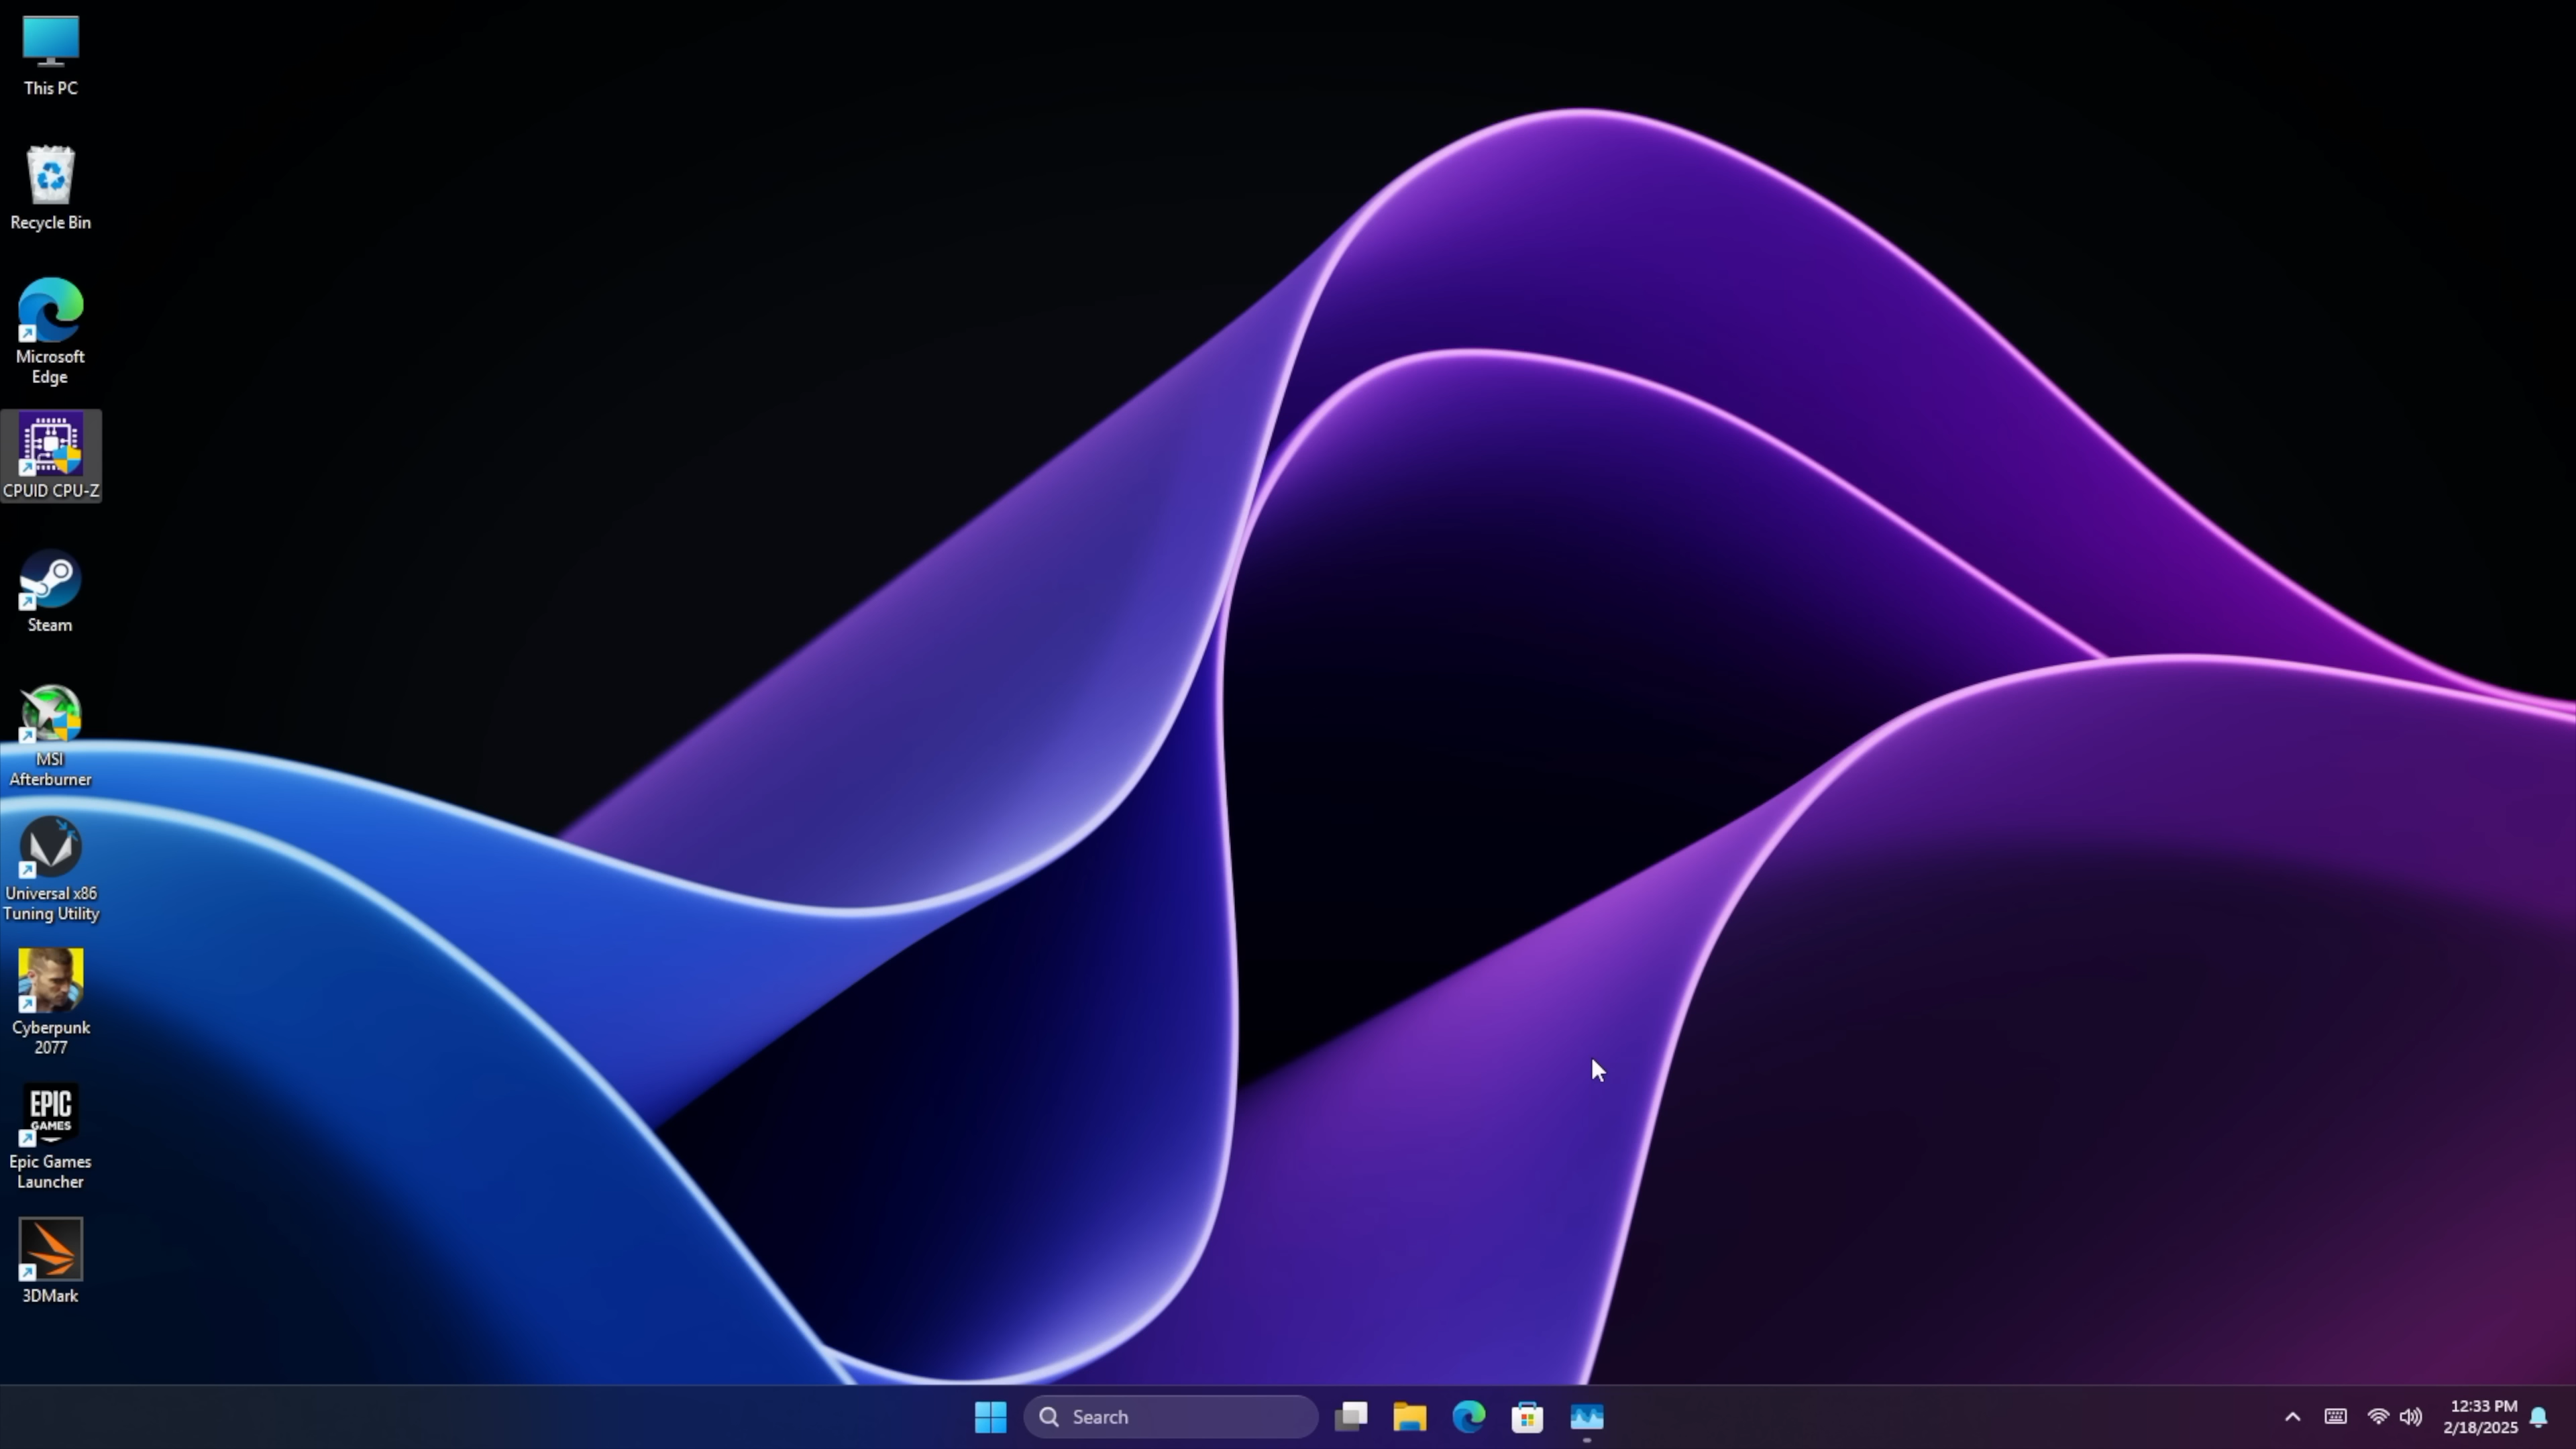 This PC
Recycle Bin
Microsoft
Edge
CPUID CPU-Z
Steam
MSI
Afterburner
Universal x86
Tuning Utility
Cyberpunk
2077
EPIC
GAMES
Epic Games
Launcher
3DMark
Search
12:33 PM
2/18/2025